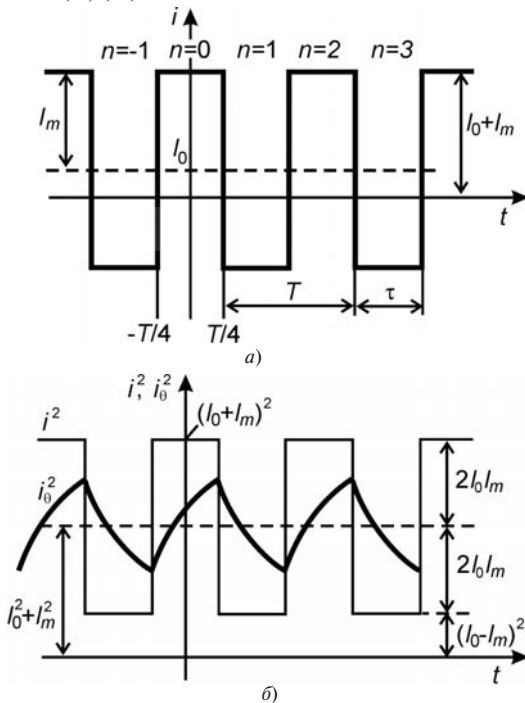 i
n=-1 n=0 n=1 n=2 n=3
I_m
I_0
I_0+I_m
t
T
τ
-T/4
T/4
а)
i², i_θ²
i²
(I_0+I_m)²
i_θ²
2I_0I_m
I_0²+I_m²
2I_0I_m
(I_0-I_m)²
t
б)